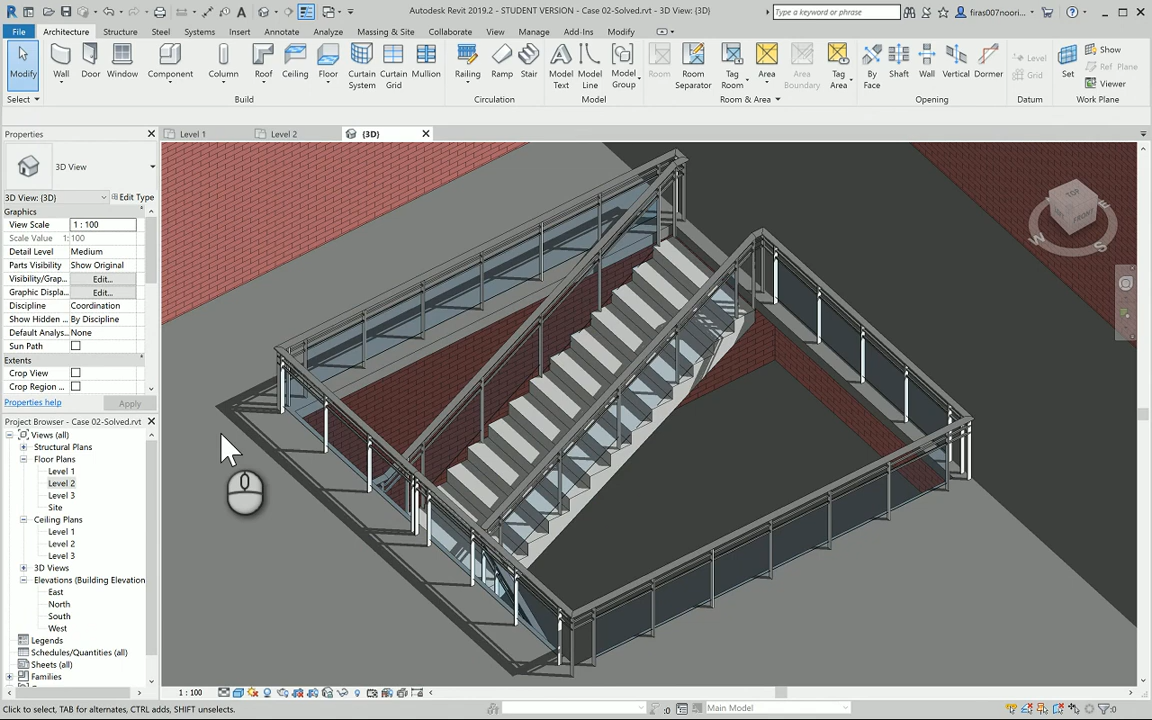 Autodesk Revit 2019.2 - STUDENT VERSION - Case 02-Solved.rvt - 3D View: {3D}
Type a keyword or phrase
firas007noori...
File Architecture Structure Steel Systems Insert Annotate Analyze Massing & Site Collaborate View Manage Add-Ins Modify
Modify Wall Door Window Component Column Roof Ceiling Floor Curtain System Curtain Grid Mullion Railing Ramp Stair Model Text Model Line Model Group Room Room Separator Tag Room Area Area Boundary Tag Area By Face Shaft Wall Vertical Dormer Level Grid Set Show Ref Plane Viewer
Select Build Circulation Model Room & Area Opening Datum Work Plane
Properties
Level 1
Level 2
{3D}
3D View
3D View: {3D}
Edit Type
Graphics
View Scale 1 : 100
Scale Value 1: 100
Detail Level Medium
Parts Visibility Show Original
Visibility/Grap... Edit...
Graphic Displa... Edit...
Discipline Coordination
Show Hidden ... By Discipline
Default Analys... None
Sun Path
Extents
Crop View
Crop Region ...
Properties help
Apply
Project Browser - Case 02-Solved.rvt
Views (all)
Structural Plans
Floor Plans
Level 1
Level 2
Level 3
Site
Ceiling Plans
Level 1
Level 2
Level 3
3D Views
Elevations (Building Elevation
East
North
South
West
Legends
Schedules/Quantities (all)
Sheets (all)
Families
TOP
FRONT
W
S
1 : 100
Click to select, TAB for alternates, CTRL adds, SHIFT unselects.
:0
Main Model
:0